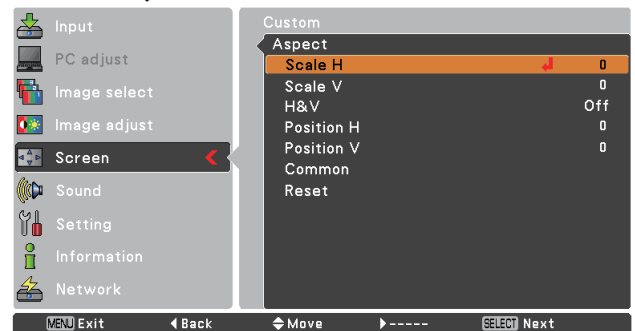 Input
PC adjust
Image select
Image adjust
Screen
Sound
Setting
Information
Network
Custom
Aspect
Scale H 0
Scale V 0
H&V Off
Position H 0
Position V 0
Common
Reset
MENU Exit Back Move ----- SELECT Next